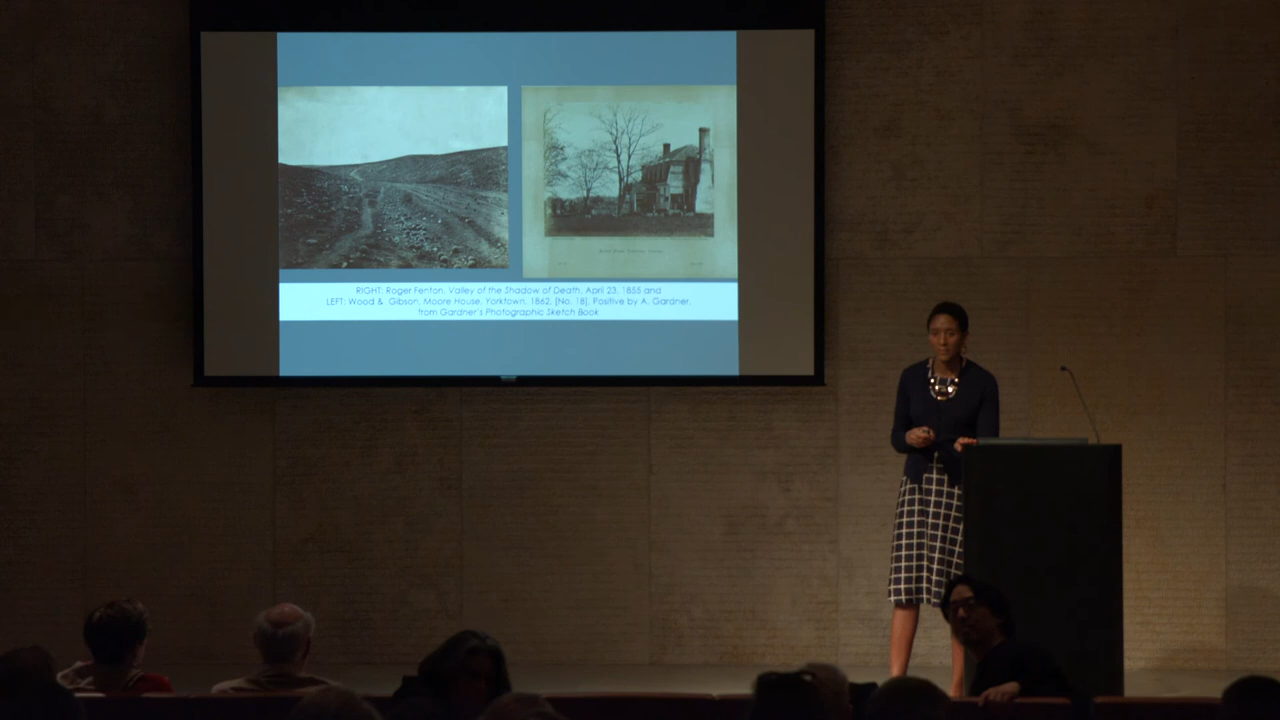 RIGHT: Roger Fenton, Valley of the Shadow of Death, April 23, 1855 and
LEFT: Wood & Gibson, Moore House, Yorktown, 1862, [No. 18], Positive by A. Gardner,
from Gardner's Photographic Sketch Book